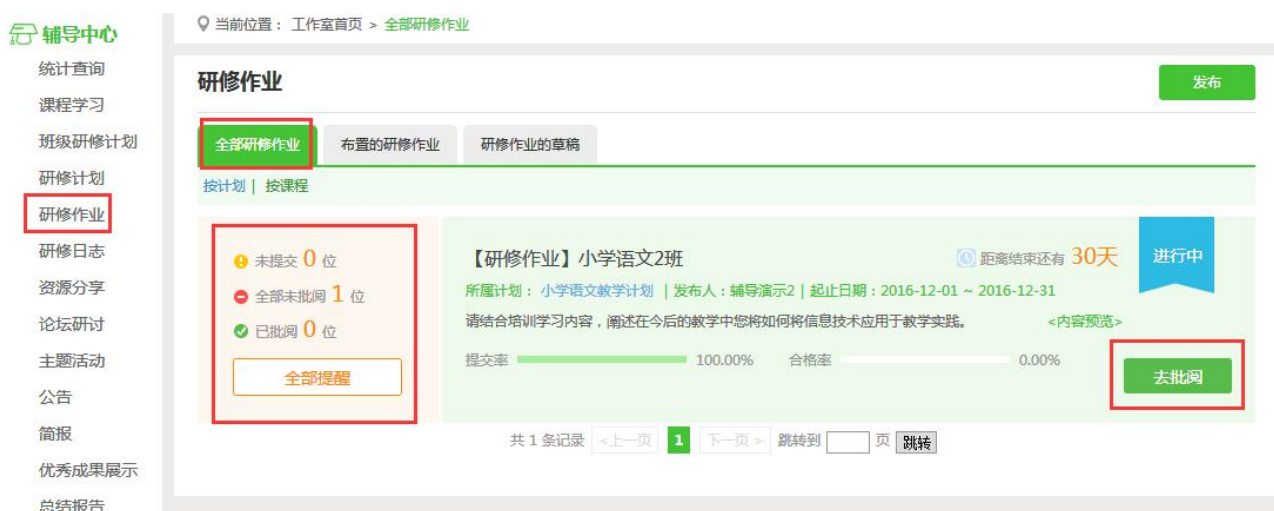 辅导中心
统计查询
课程学习
班级研修计划
研修计划
研修作业
研修日志
资源分享
论坛研讨
主题活动
公告
简报
优秀成果展示
总结报告
当前位置： 工作室首页 > 全部研修作业
研修作业
发布
全部研修作业 布置的研修作业 研修作业的草稿
按计划 | 按课程
未提交 0 位
全部未批阅 1 位
已批阅 0 位
全部提醒
【研修作业】小学语文2班
距离结束还有 30天
进行中
所属计划： 小学语文教学计划 | 发布人：辅导演示2 | 起止日期：2016-12-01 ~ 2016-12-31
请结合培训学习内容，阐述在今后的教学中您将如何将信息技术应用于教学实践。 <内容预览>
提交率 100.00% 合格率 0.00%
去批阅
共 1 条记录 <上一页 1 下一页 > 跳转到 页 跳转